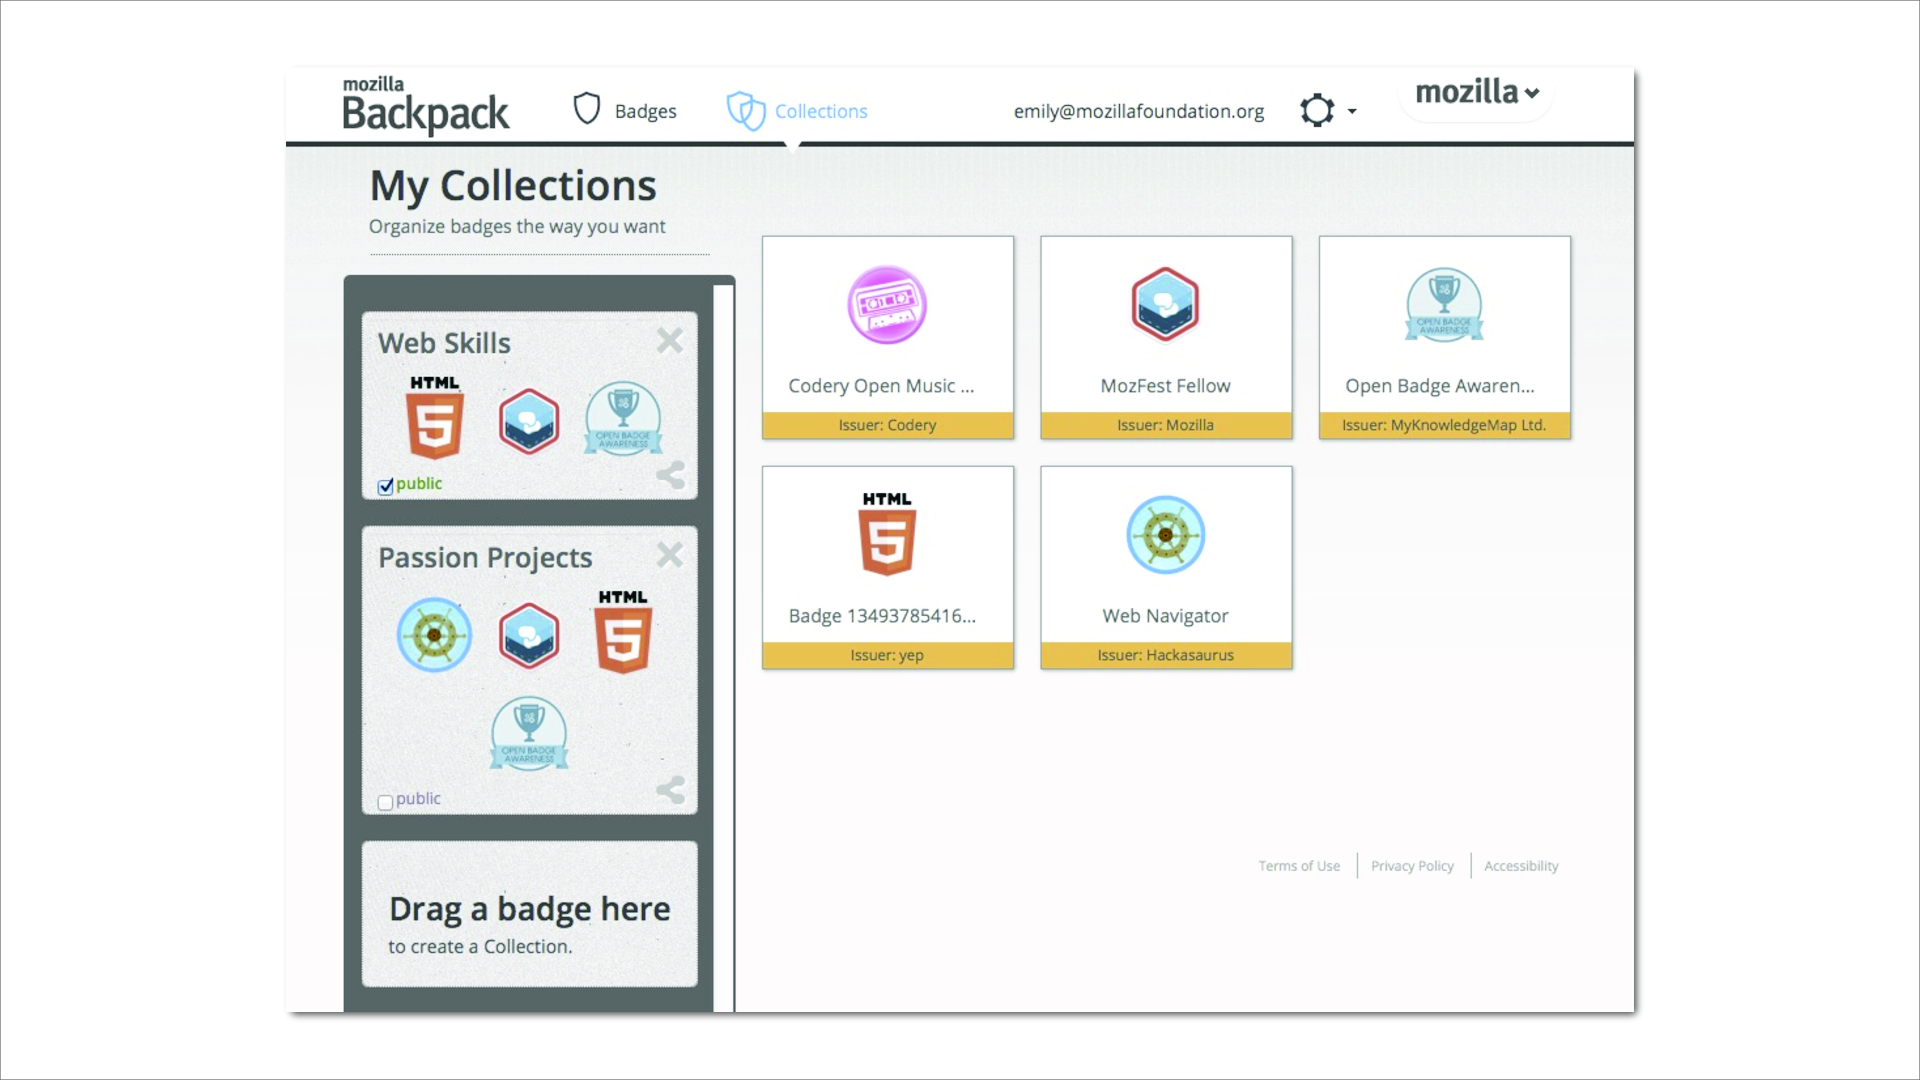 mozilla
Backpack
Badges
Collections
emily@mozillafoundation.org
mozilla
My Collections
Organize badges the way you want
Web Skills
HTML
5
OPEN BADGE
AWARENESS
public
Passion Projects
HTML
5
OPEN BADGE
AWARENESS
public
Drag a badge here
to create a Collection.
Codery Open Music ...
Issuer: Codery
MozFest Fellow
Issuer: Mozilla
OPEN BADGE
AWARENESS
Open Badge Awaren...
Issuer: MyKnowledgeMap Ltd.
HTML
5
Badge 13493785416...
Issuer: yep
Web Navigator
Issuer: Hackasaurus
Terms of Use
Privacy Policy
Accessibility